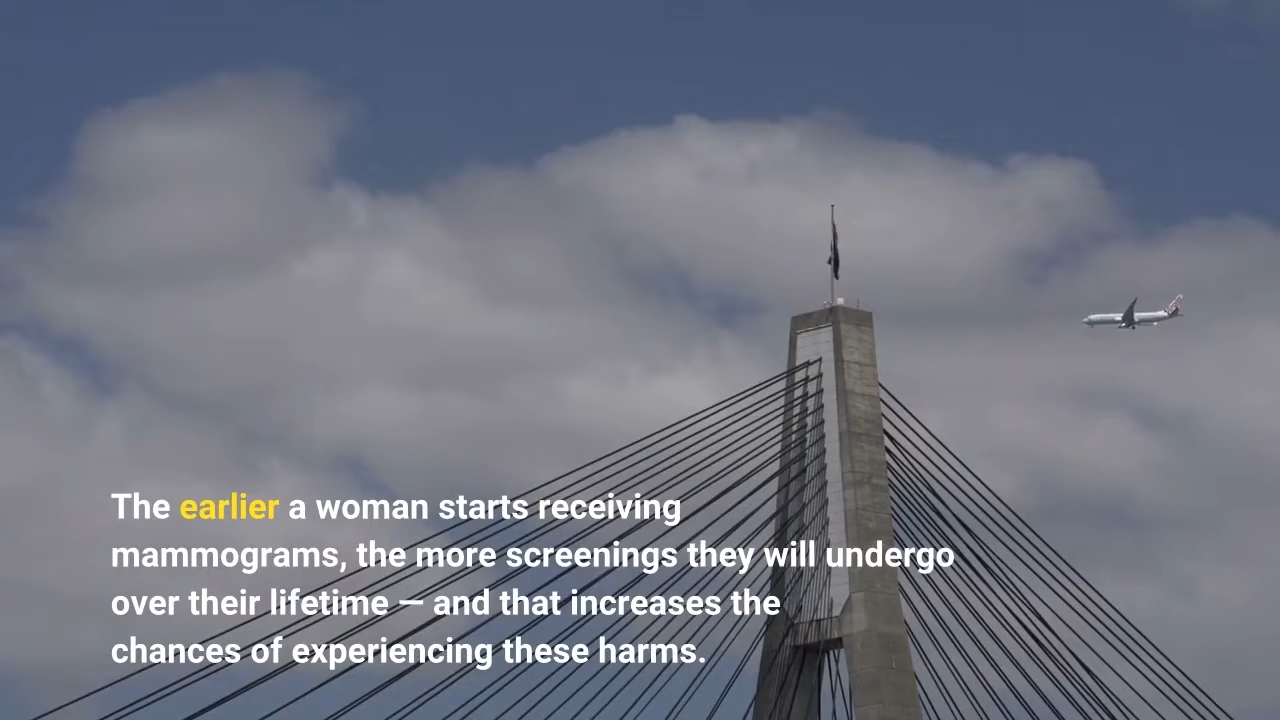 The earlier a woman starts receiving
mammograms, the more screenings they will undergo
over their lifetime — and that increases the
chances of experiencing these harms.